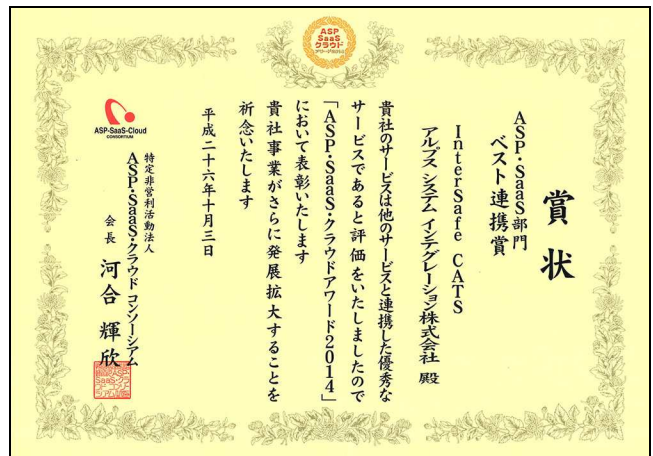 ASP
SaaS
クラウド
賞状
ASP・SaaS部門
ベスト連携賞
InterSafe CATS
アルプス システム インテグレーション株式会社 殿
貴社のサービスは他のサービスと連携した優秀な
サービスであると評価をいたしましたので
「ASP・SaaS・クラウドアワード2014」
において表彰いたします
貴社事業がさらに発展拡大することを
祈念いたします
平成二十六年十月三日
ASP-SaaS-Cloud
CONSORTIUM
特定非営利活動法人
ASP・SaaS・クラウド コンソーシアム
会長 河合 輝欣